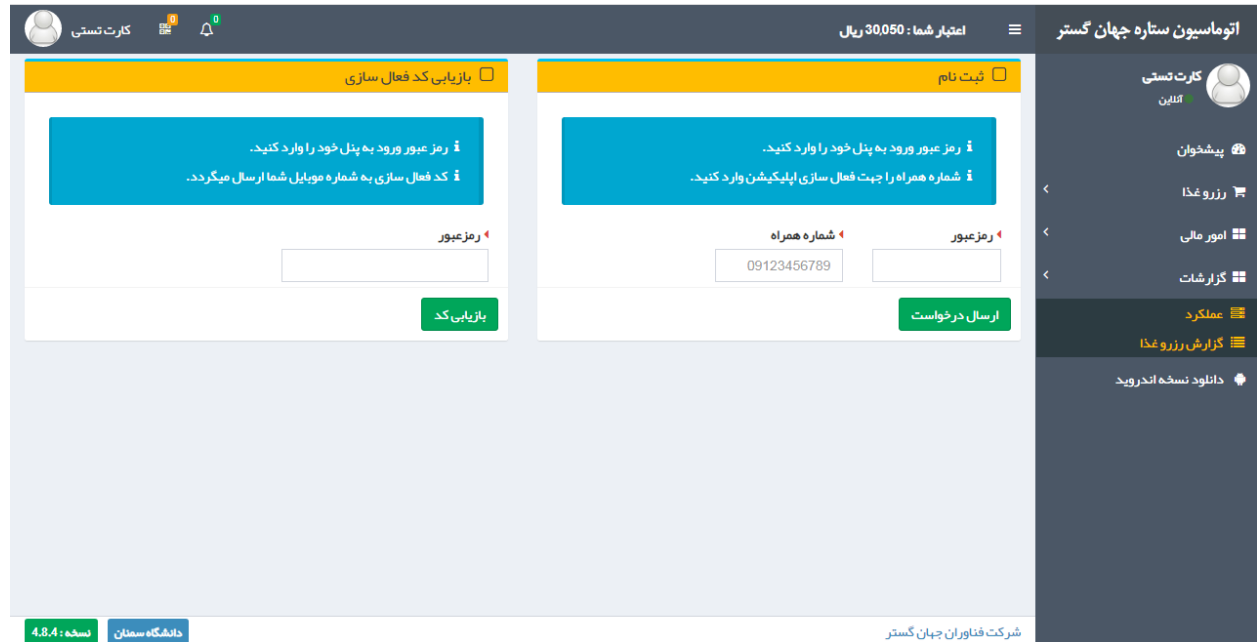 اتوماسیون ستاره جهان گستر
اعتبار شما : 30,050 ریال
0
0
کارت تستی
کارت تستی
آنلاین
پیشخوان
رزرو غذا
امور مالی
گزارشات
عملکرد
گزارش رزرو غذا
دانلود نسخه اندروید
ثبت نام
رمز عبور ورود به پنل خود را وارد کنید.
شماره همراه را جهت فعال سازی اپلیکیشن وارد کنید.
رمزعبور
شماره همراه
09123456789
ارسال درخواست
بازیابی کد فعال سازی
رمز عبور ورود به پنل خود را وارد کنید.
کد فعال سازی به شماره موبایل شما ارسال میگردد.
رمزعبور
بازیابی کد
شرکت فناوران جهان گستر
دانشگاه سمنان
نسخه : 4.8.4